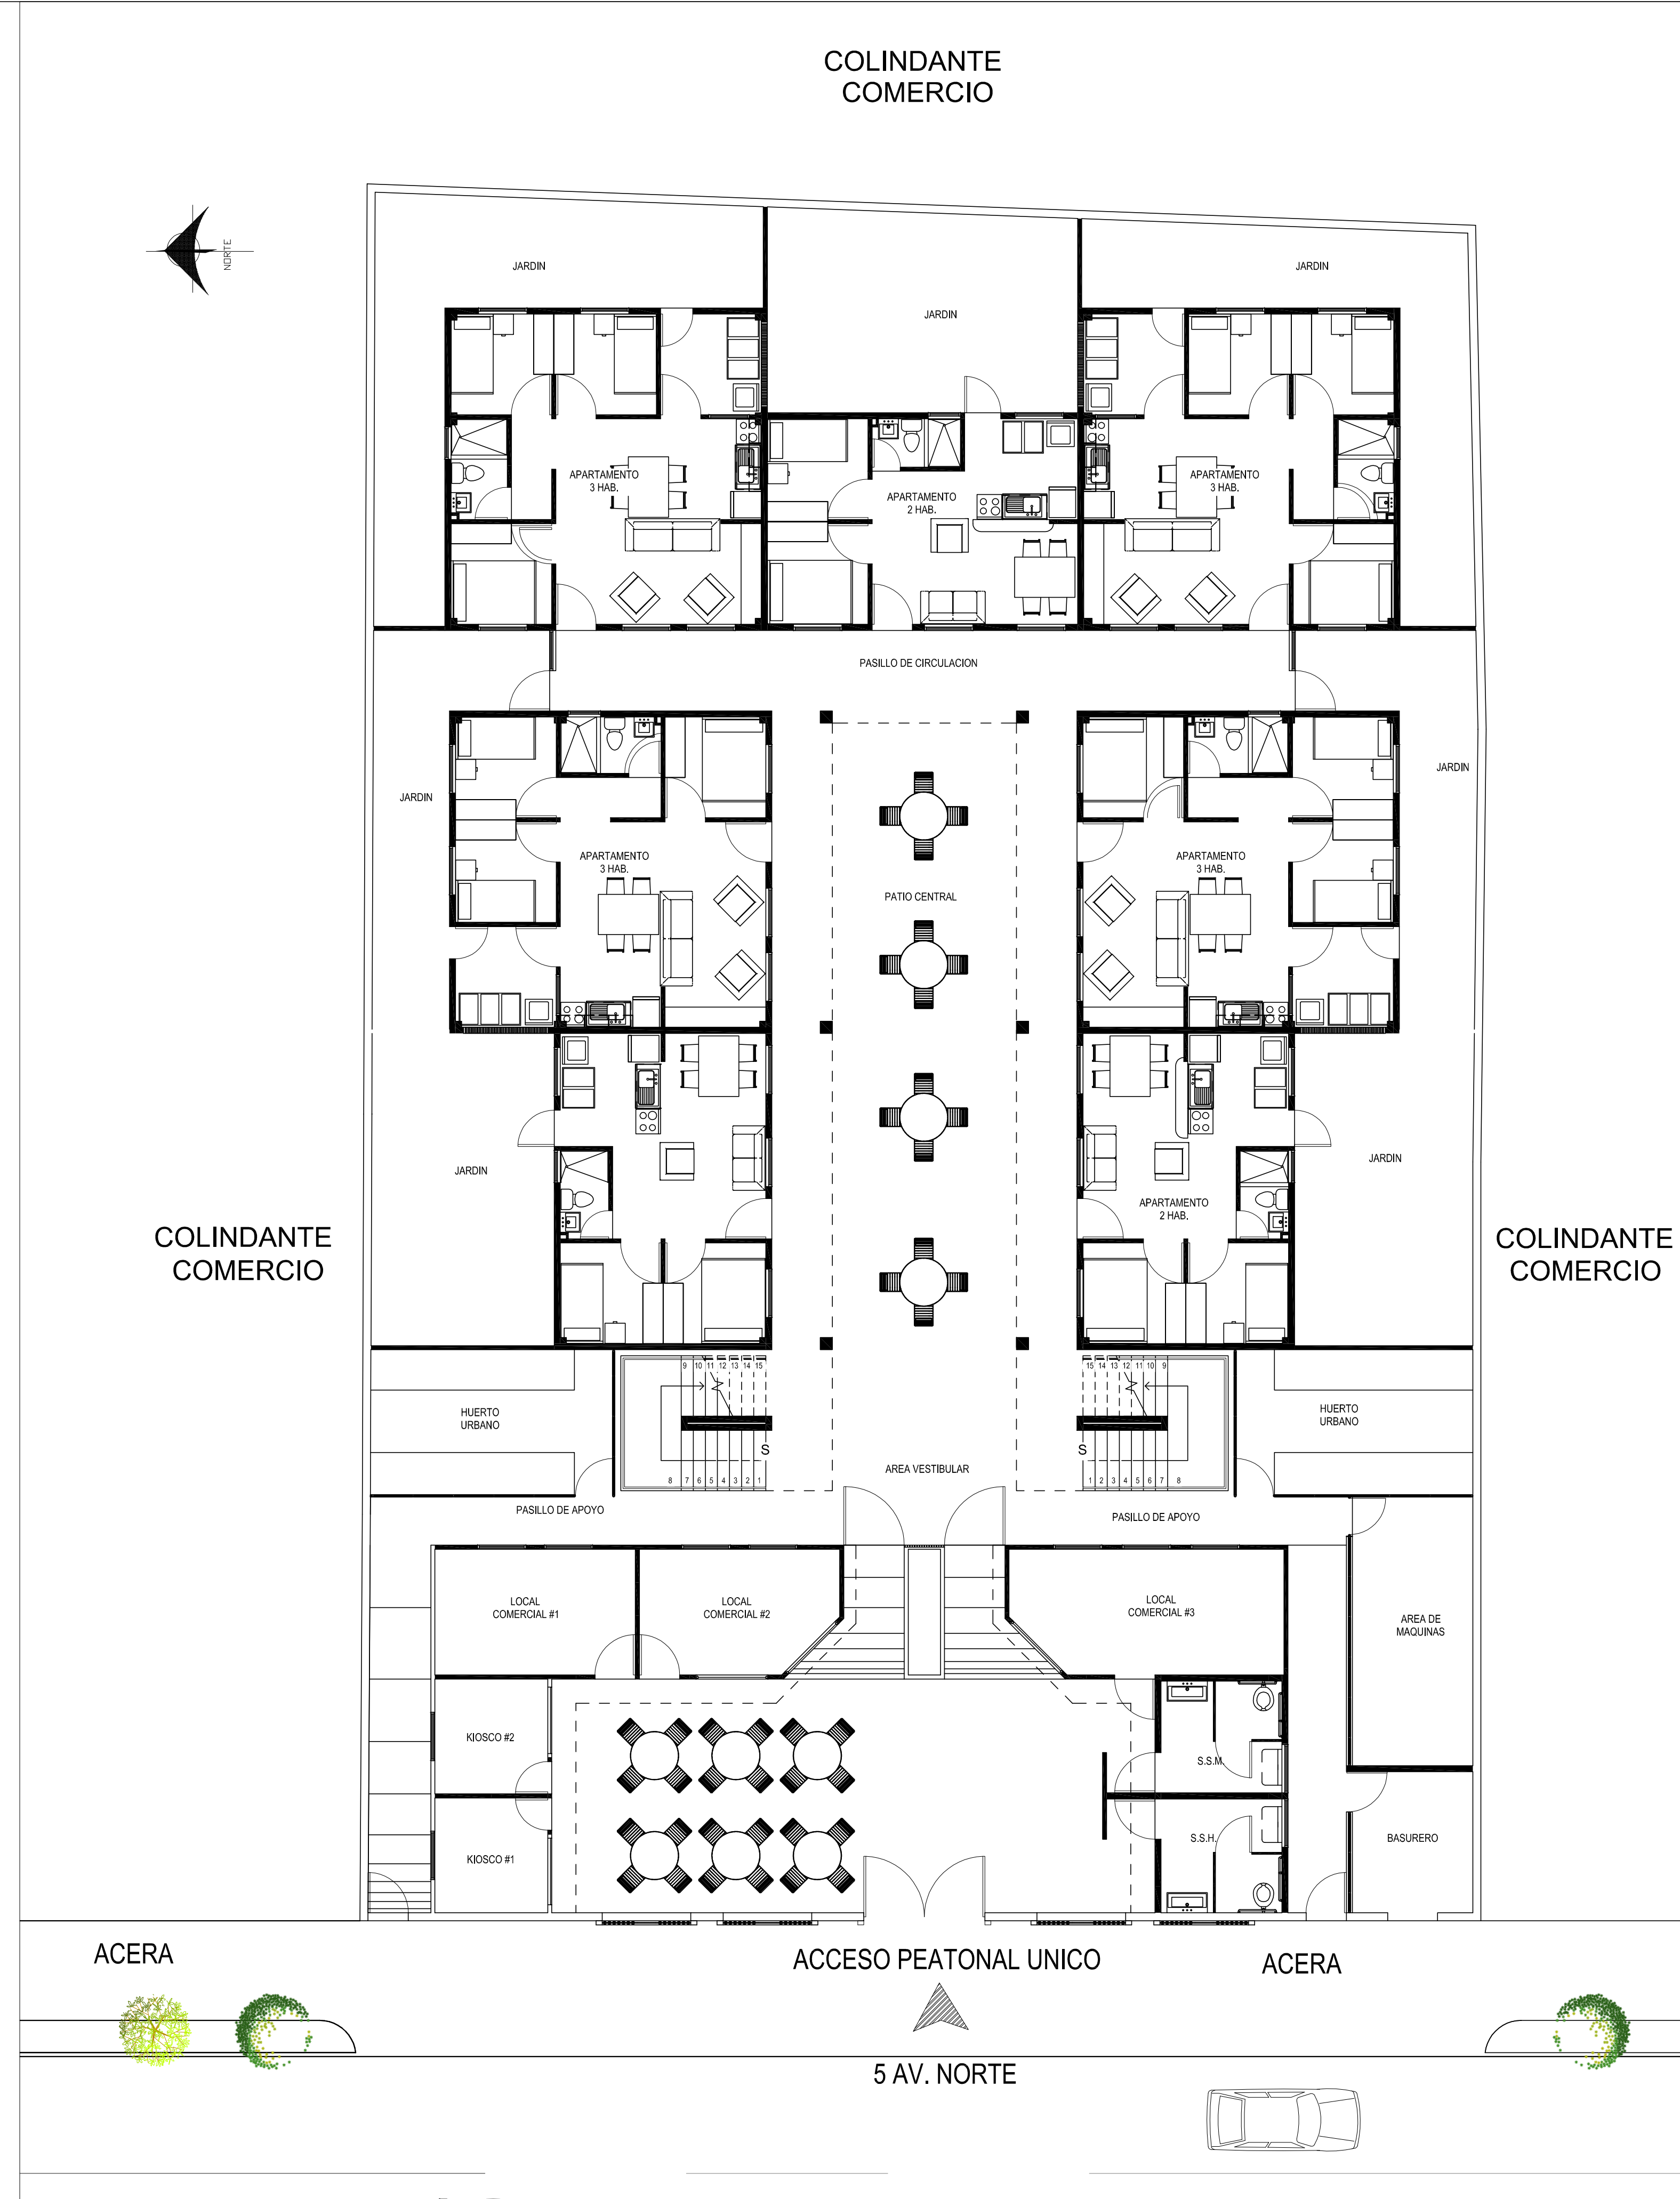 COLINDANTE
COMERCIO
NORTE
JARDIN
JARDIN
JARDIN
APARTAMENTO
3 HAB.
APARTAMENTO
2 HAB.
APARTAMENTO
3 HAB.
PASILLO DE CIRCULACION
JARDIN
JARDIN
APARTAMENTO
3 HAB.
APARTAMENTO
3 HAB.
PATIO CENTRAL
JARDIN
JARDIN
APARTAMENTO
2 HAB.
COLINDANTE
COMERCIO
COLINDANTE
COMERCIO
9 10 11 12 13 14 15
15 14 13 12 11 10 9
HUERTO
URBANO
HUERTO
URBANO
S
S
AREA VESTIBULAR
8 7 6 5 4 3 2 1
1 2 3 4 5 6 7 8
PASILLO DE APOYO
PASILLO DE APOYO
LOCAL
COMERCIAL #1
LOCAL
COMERCIAL #2
LOCAL
COMERCIAL #3
AREA DE
MAQUINAS
KIOSCO #2
S.S.M.
KIOSCO #1
S.S.H.
BASURERO
ACERA
ACCESO PEATONAL UNICO
ACERA
5 AV. NORTE